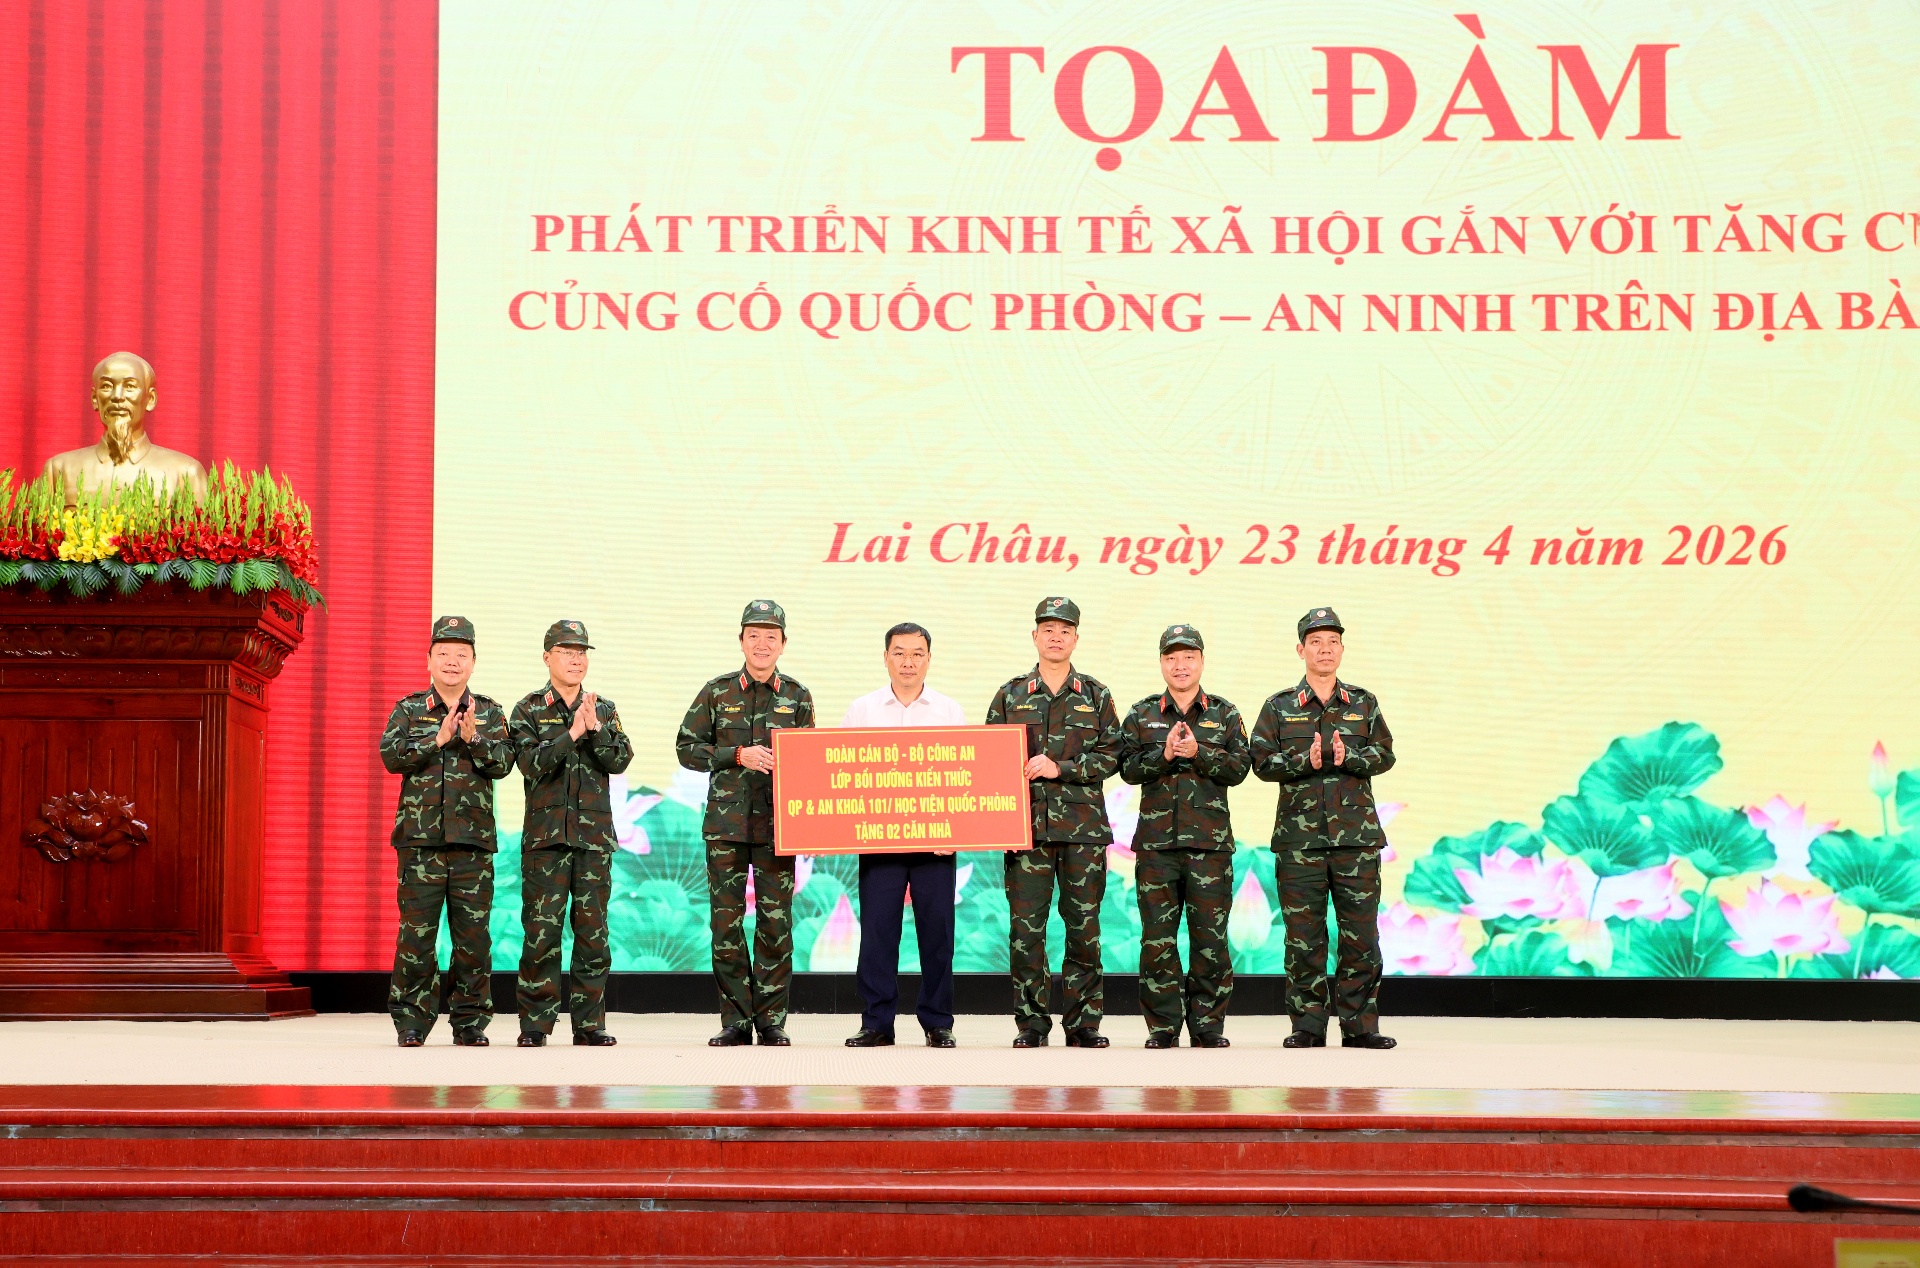 TỌA ĐÀM
PHÁT TRIỂN KINH TẾ XÃ HỘI GẮN VỚI TĂNG
CỦNG CỐ QUỐC PHÒNG – AN NINH TRÊN ĐỊA
Lai Châu, ngày 23 tháng 4 năm 2026
ĐOÀN CÁN BỘ - BỘ CÔNG AN
LỚP BỒI DƯỠNG KIẾN THỨC
QP & AN KHOÁ 101/ HỌC VIỆN QUỐC PHÒNG
TẶNG 02 CĂN NHÀ